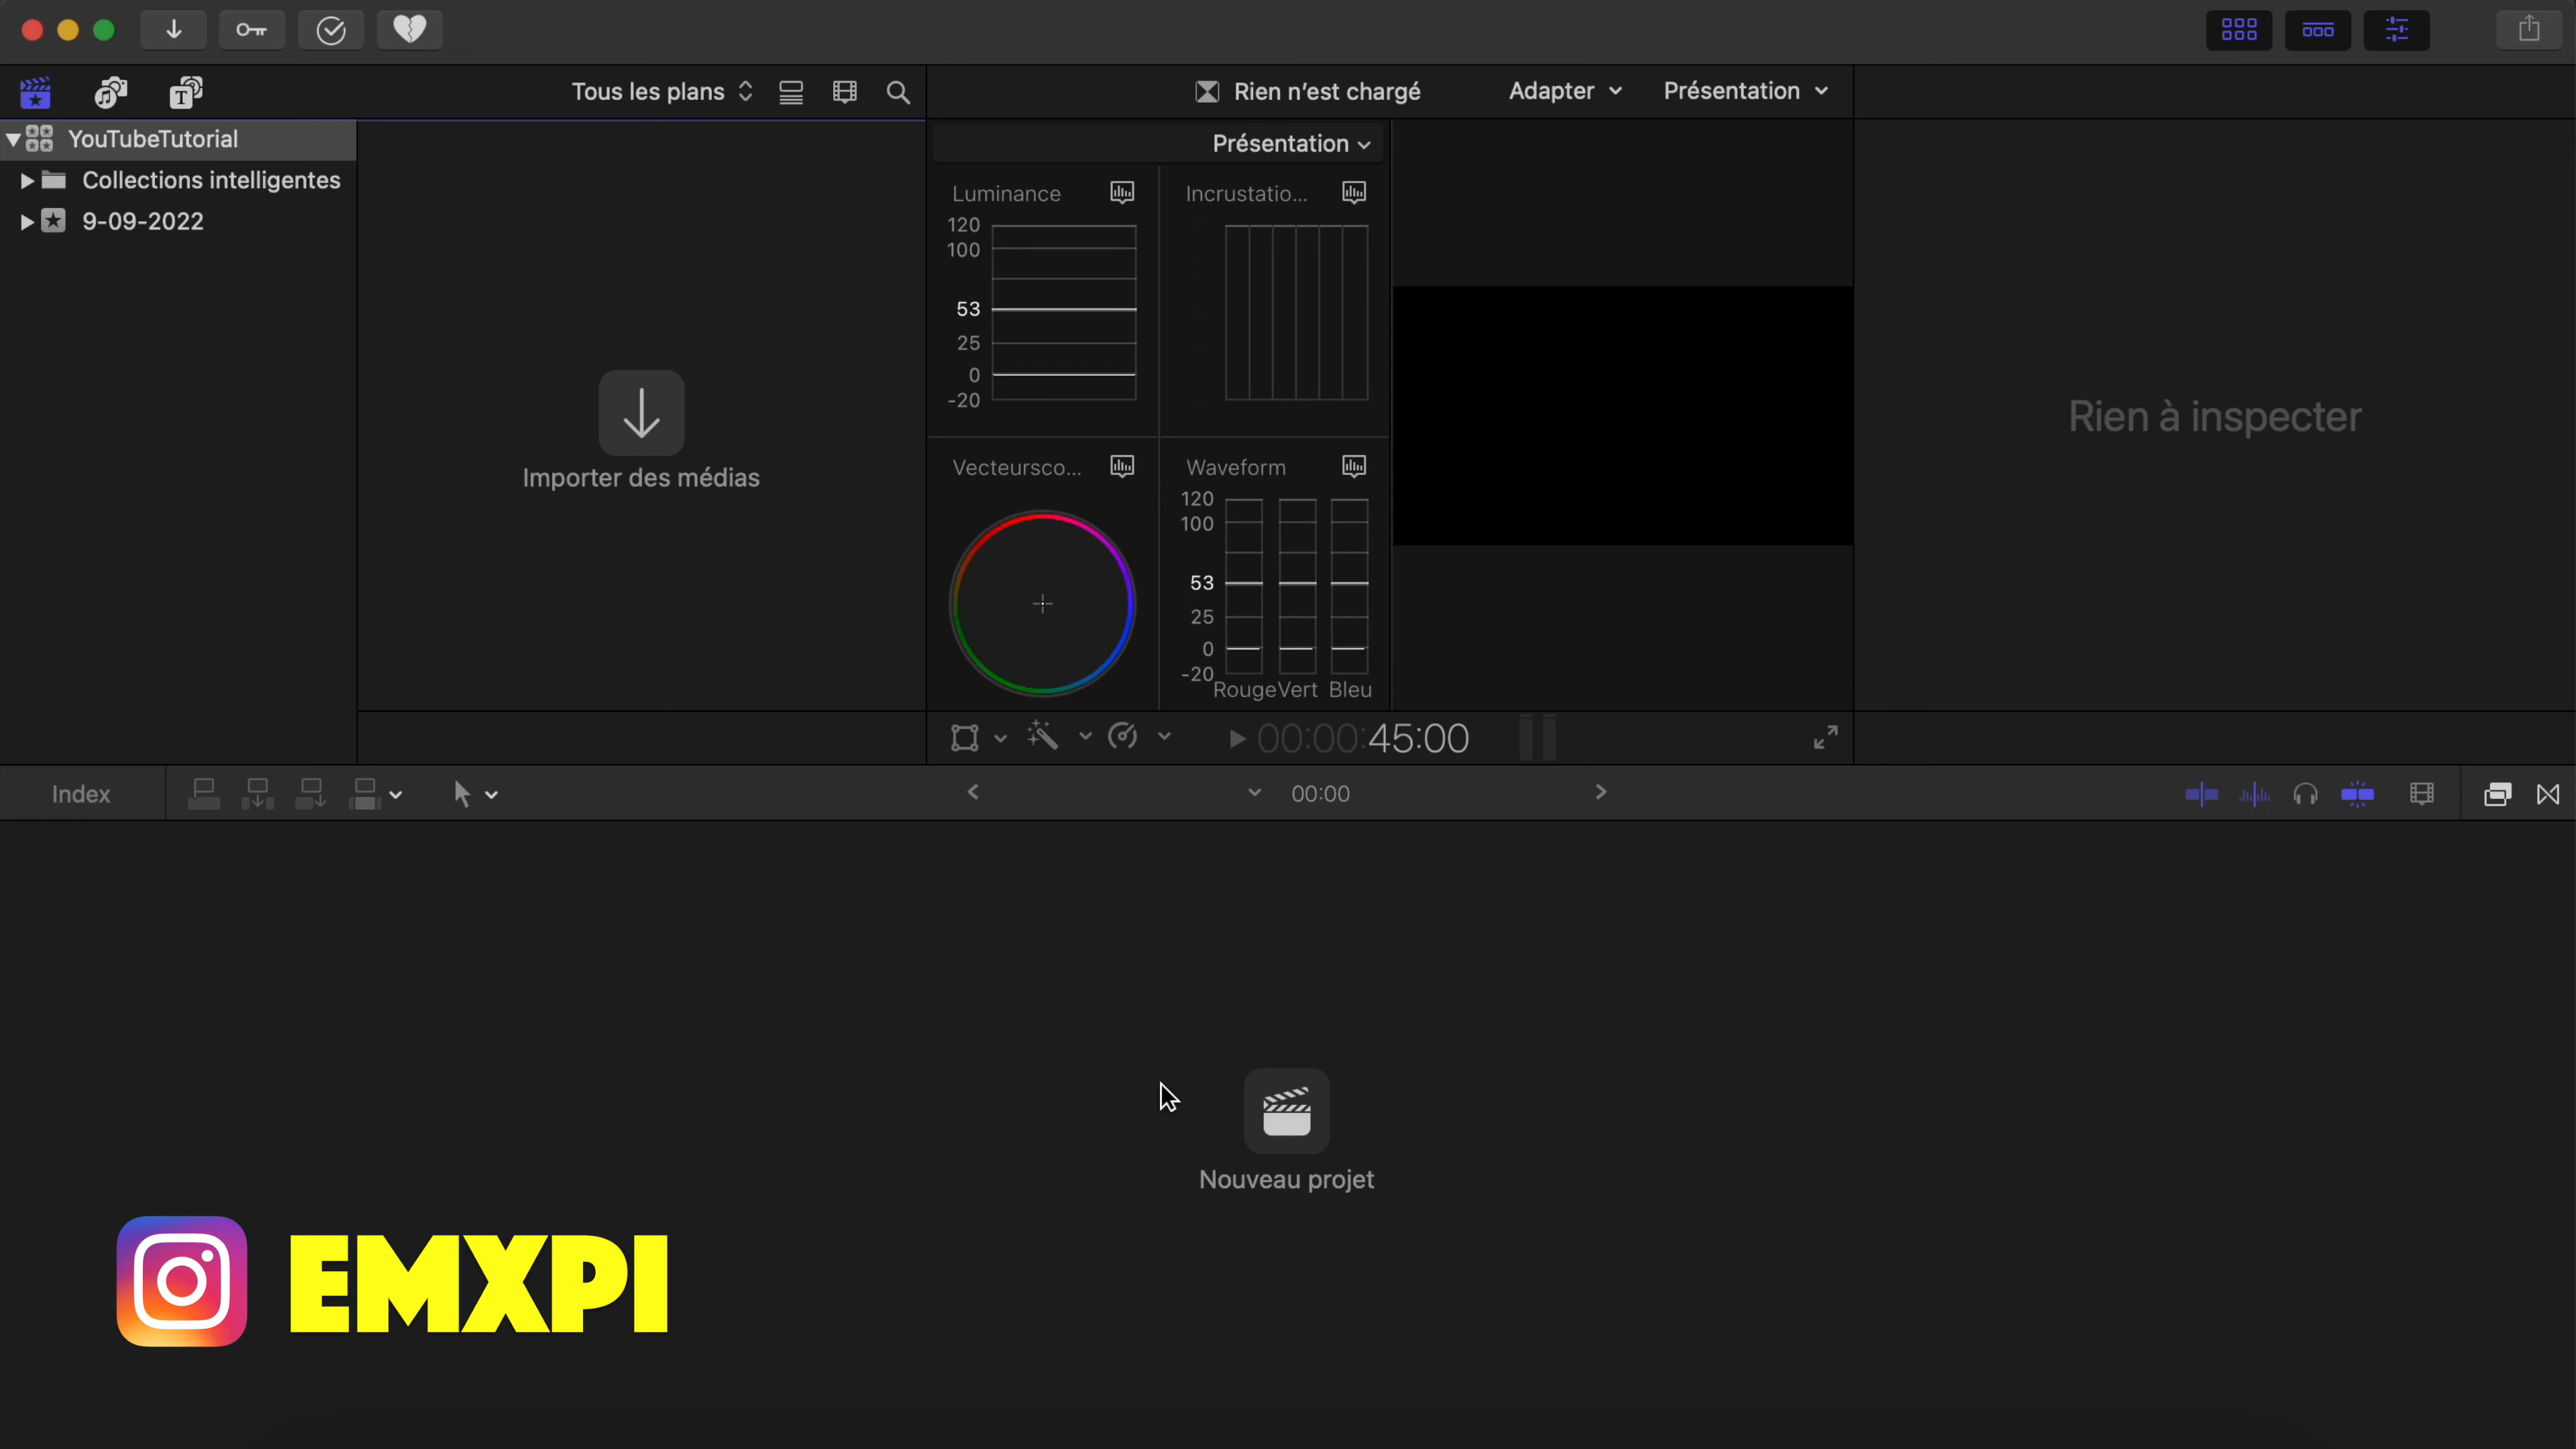 Tous les plans
Rien n'est chargé
Adapter
Présentation
YouTubeTutorial
Collections intelligentes
9-09-2022
Importer des médias
Présentation
Luminance
120
100
53
25
0
-20
Incrustatio...
Vecteursco...
Waveform
120
100
53
25
0
-20
Rouge Vert Bleu
Rien à inspecter
00:00:45:00
Index
00:00
Nouveau projet
EMXPI